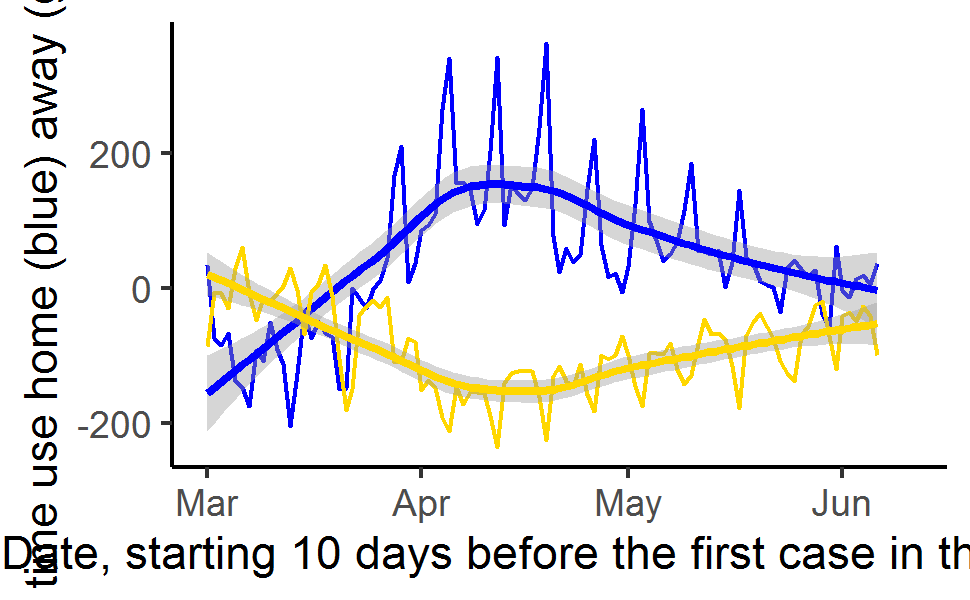 time use home (blue) away (g
200
0
-200
Mar Apr May Jun
Date, starting 10 days before the first case in th